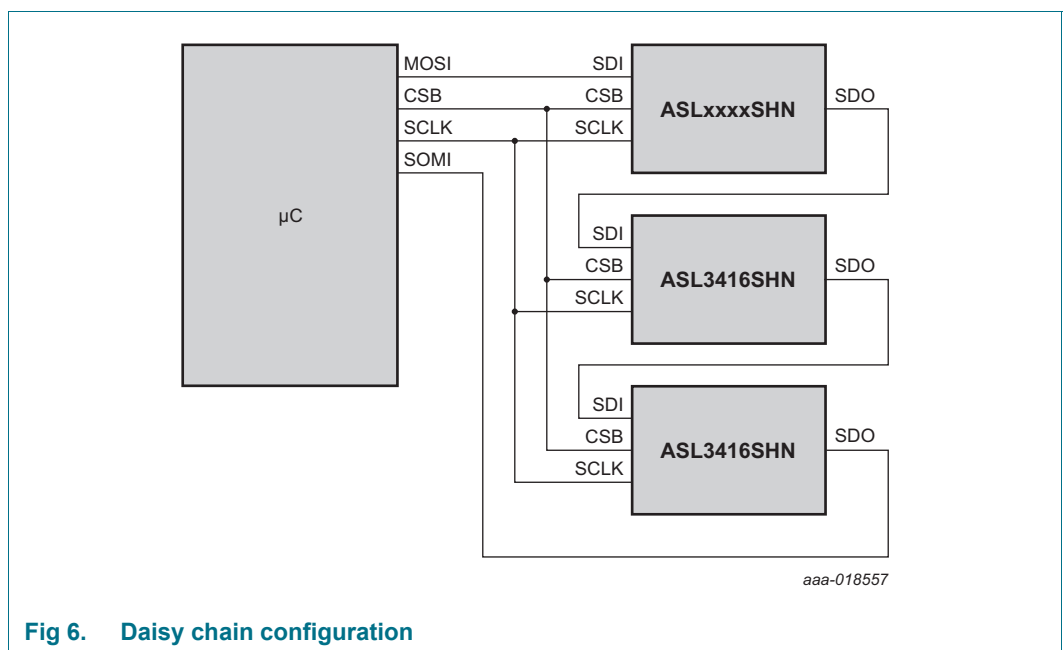 MOSI
CSB
SCLK
SOMI
µC
SDI
CSB
SCLK
ASLxxxxSHN
SDO
SDI
CSB
SCLK
ASL3416SHN
SDO
SDI
CSB
SCLK
ASL3416SHN
SDO
aaa-018557
Fig 6. Daisy chain configuration